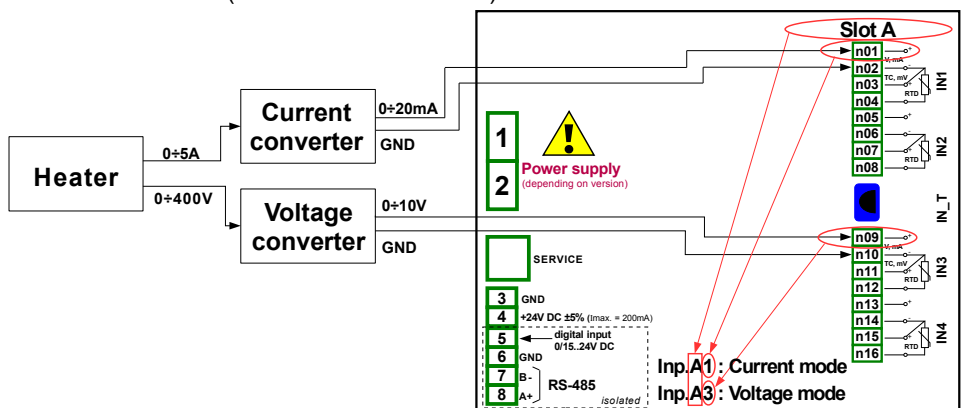 Slot A
n01
n02
n03
n04
n05
n06
n07
n08
+
V, mA
-
TC, mV
+
RTD
IN1
+
-
+
RTD
IN2
IN_T
n09
n10
n11
n12
n13
n14
n15
n16
+
V, mA
-
TC, mV
+
RTD
IN3
+
-
+
RTD
IN4
Heater
0÷5A
0÷400V
Current
converter
0÷20mA
GND
Voltage
converter
0÷10V
GND
1
2
!
Power supply
(depending on version)
SERVICE
3 GND
4 +24V DC ±5% (Imax. = 200mA)
5 digital input
0/15..24V DC
6 GND
7 B-
8 A+
RS-485
isolated
Inp.A1 : Current mode
Inp.A3 : Voltage mode